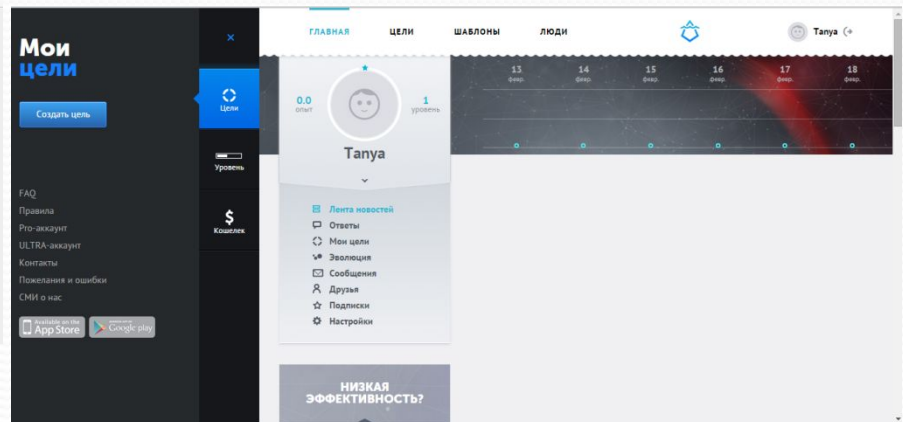 Мои
цели
Создать цель
FAQ
Правила
Pro-аккаунт
ULTRA-аккаунт
Контакты
Пожелания и ошибки
СМИ о нас
Available on the
App Store
Google play
Цели
Уровень
$
Кошелек
ГЛАВНАЯ ЦЕЛИ ШАБЛОНЫ ЛЮДИ
Tanya
0.0
опыт
1
уровень
Tanya
Лента новостей
Ответы
Мои цели
Эволюция
Сообщения
Друзья
Подписки
Настройки
НИЗКАЯ
ЭФФЕКТИВНОСТЬ?
13 14 15 16 17 18
февр. февр. февр. февр. февр. февр.